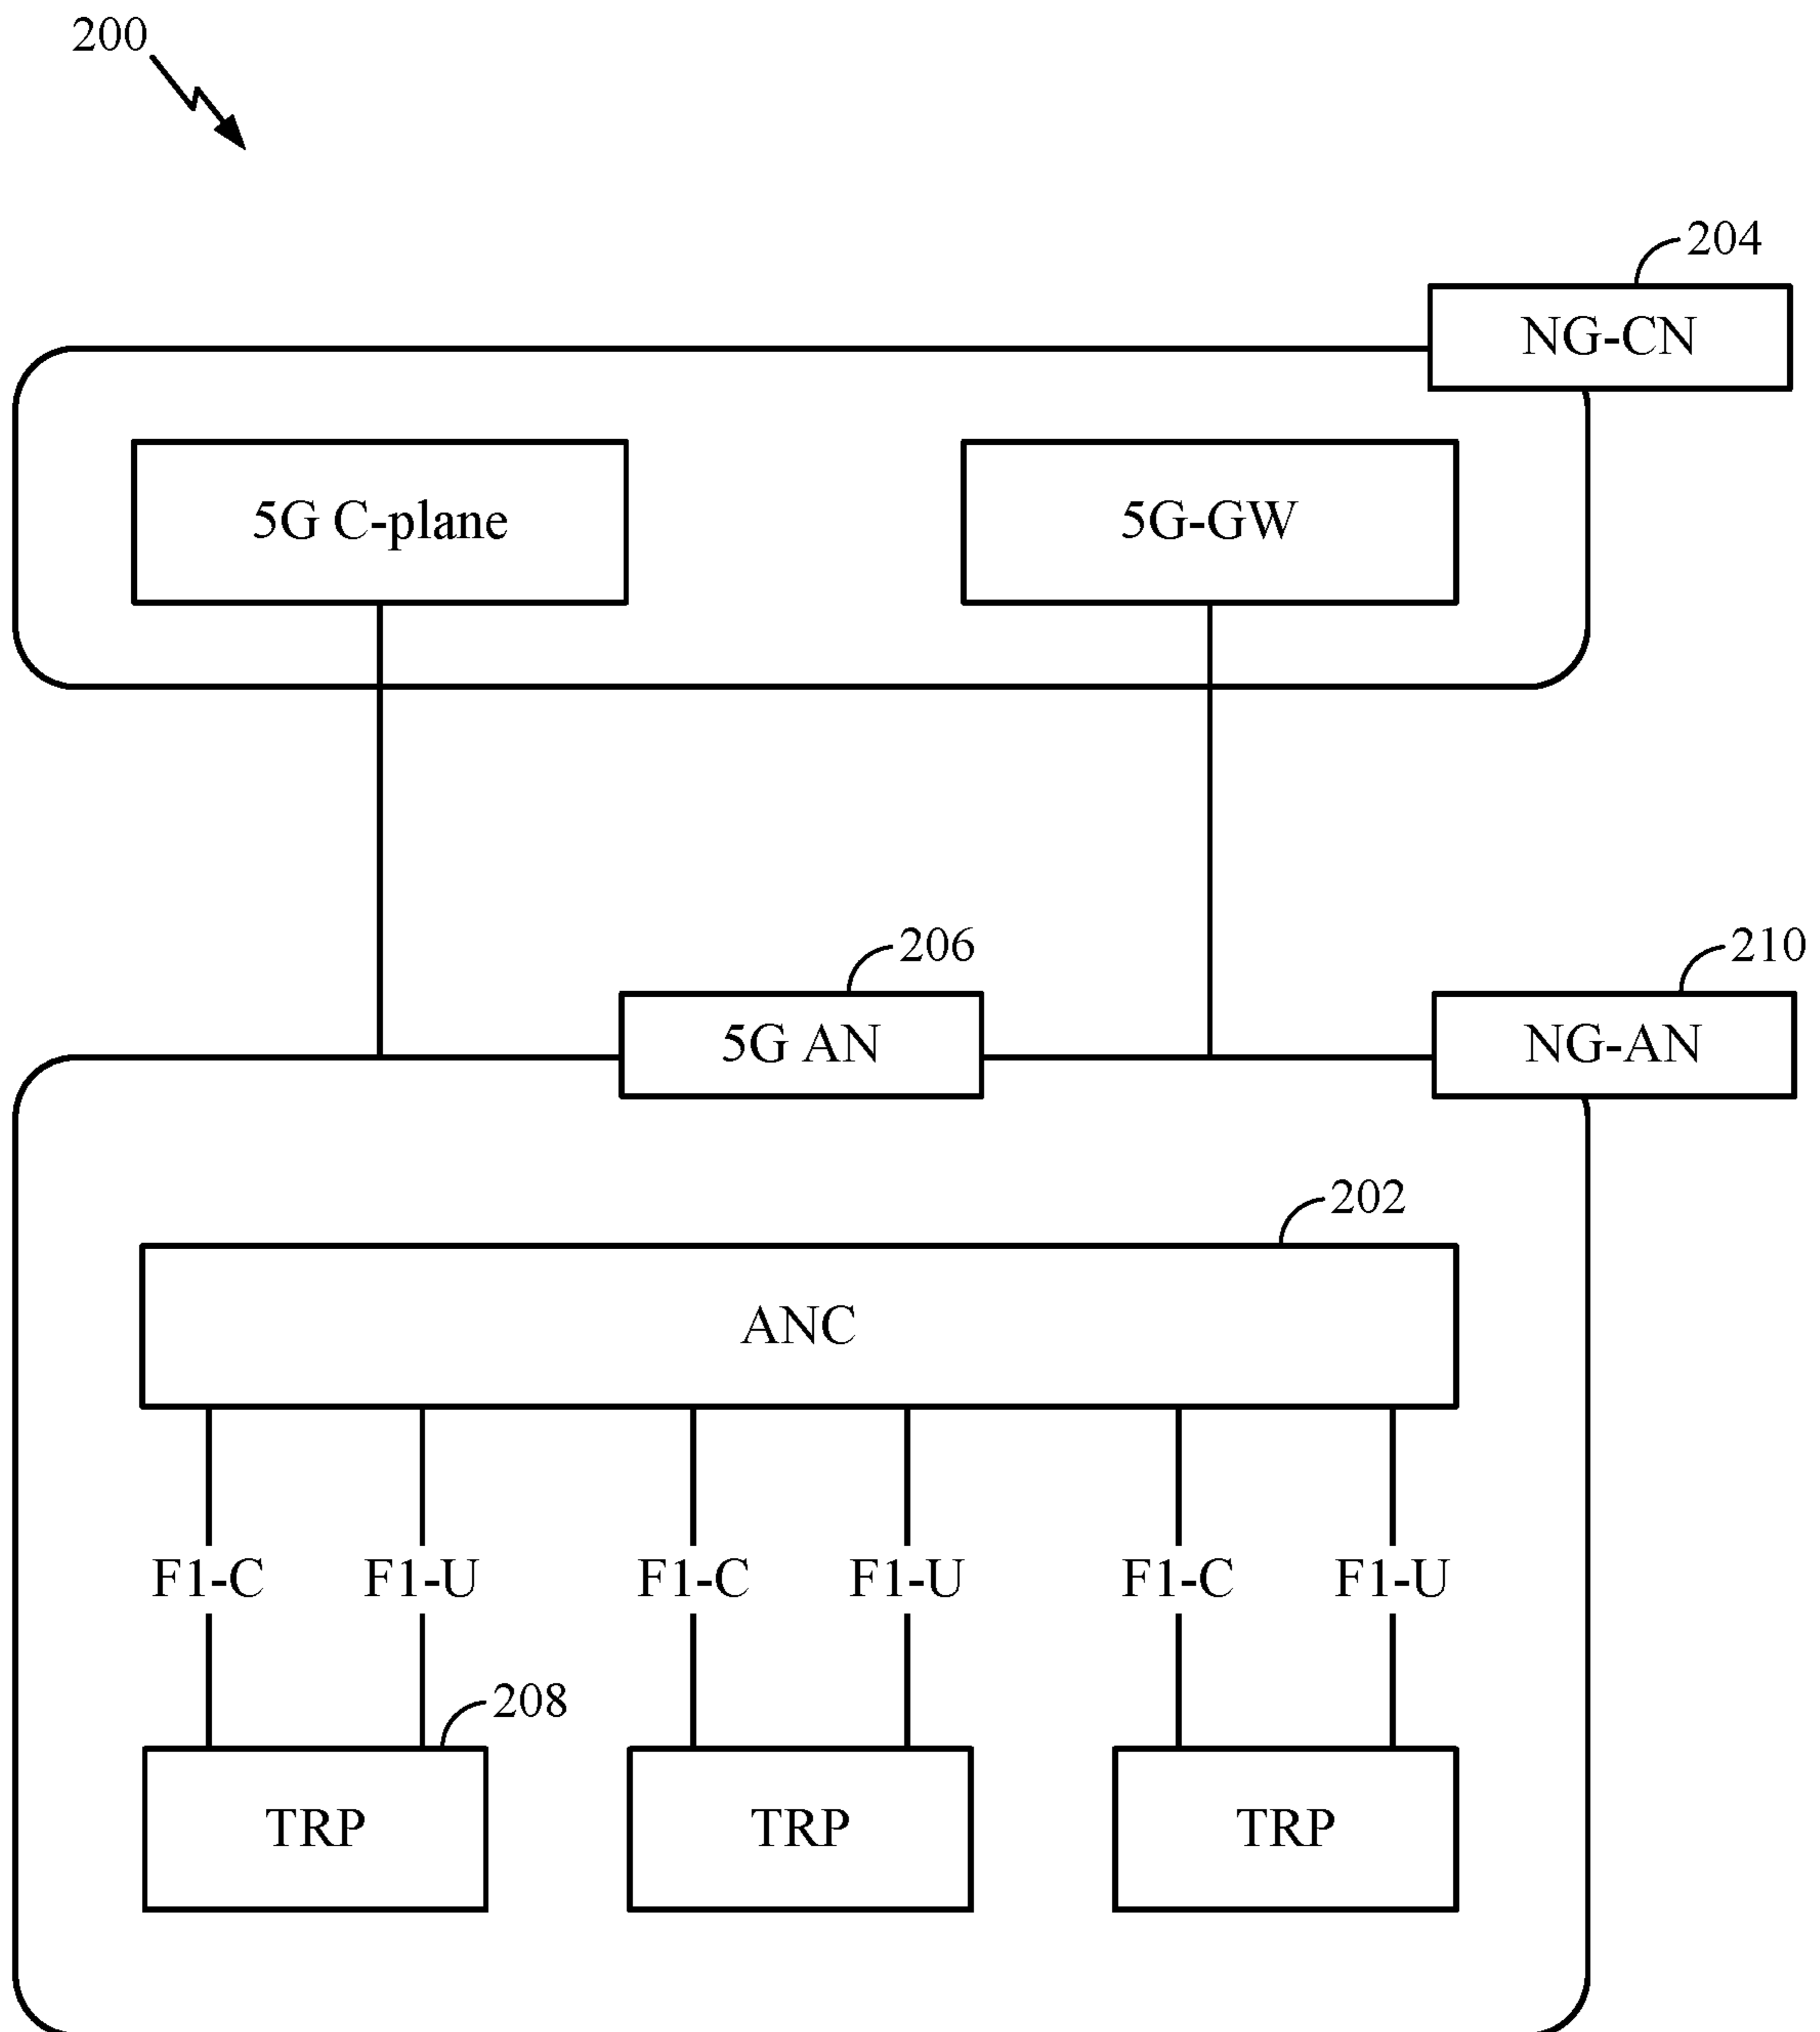 200
204
NG-CN
5G C-plane
5G-GW
206
210
5G AN
NG-AN
202
ANC
F1-C
F1-U
F1-C
F1-U
F1-C
F1-U
208
TRP
TRP
TRP